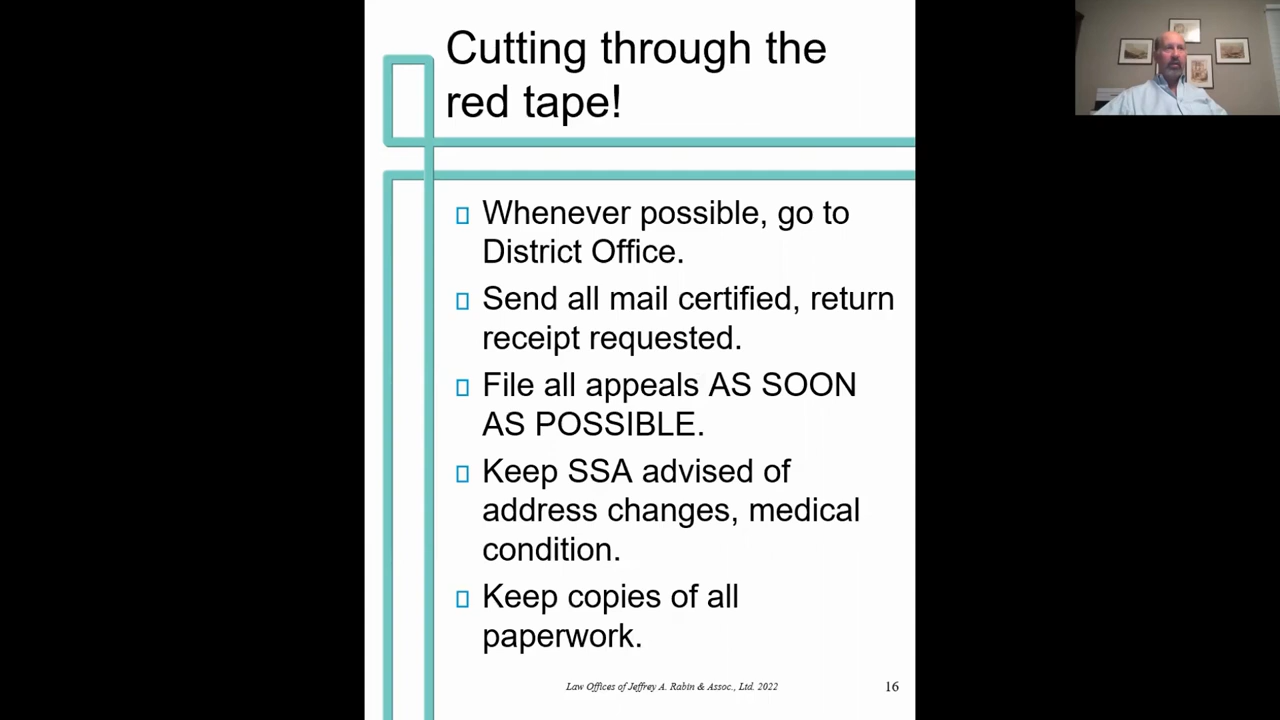 Cutting through the
red tape!
Whenever possible, go to
District Office.
Send all mail certified, return
receipt requested.
File all appeals AS SOON
AS POSSIBLE.
Keep SSA advised of
address changes, medical
condition.
Keep copies of all
paperwork.
Law Offices of Jeffrey A. Rabin & Assoc., Ltd. 2022
16